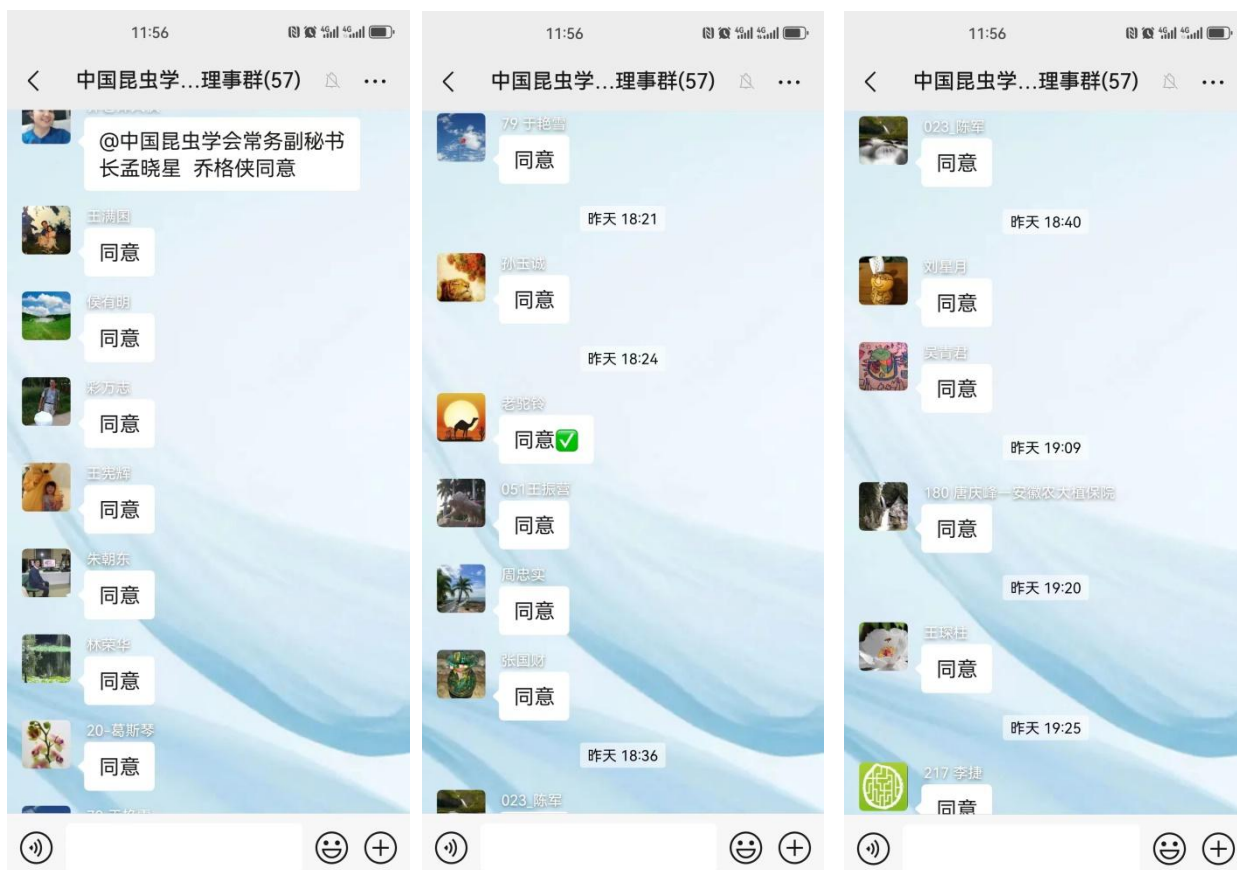 11:56
中国昆虫学...理事群(57)
@中国昆虫学会常务副秘书
长孟晓星 乔格侠同意
王满囷
同意
侯有明
同意
彩万志
同意
王宪辉
同意
朱朝东
同意
林荣华
同意
20-葛斯琴
同意
11:56
中国昆虫学...理事群(57)
79 于艳雪
同意
昨天 18:21
孙玉诚
同意
昨天 18:24
老驼铃
同意✅
051王振营
同意
周忠实
同意
张国财
同意
昨天 18:36
023_陈军
11:56
中国昆虫学...理事群(57)
023_陈军
同意
昨天 18:40
刘星月
同意
吴青君
同意
昨天 19:09
180 唐庆峰—安徽农大植保院
同意
昨天 19:20
王琛柱
同意
昨天 19:25
217 李捷
同意